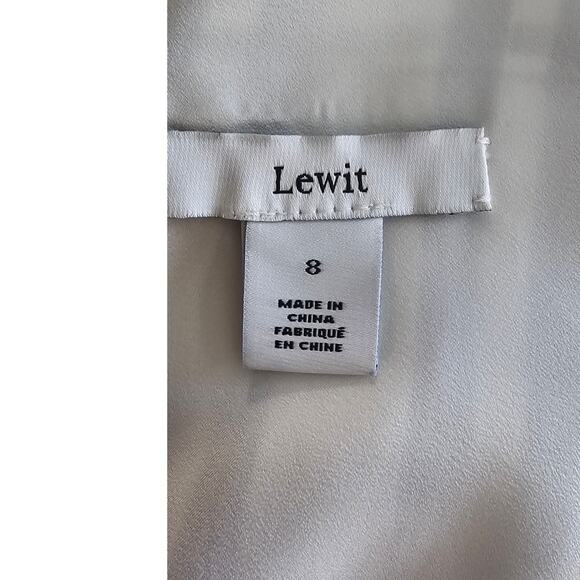 Lewit
8
MADE IN
CHINA
FABRIQUÉ
EN CHINE